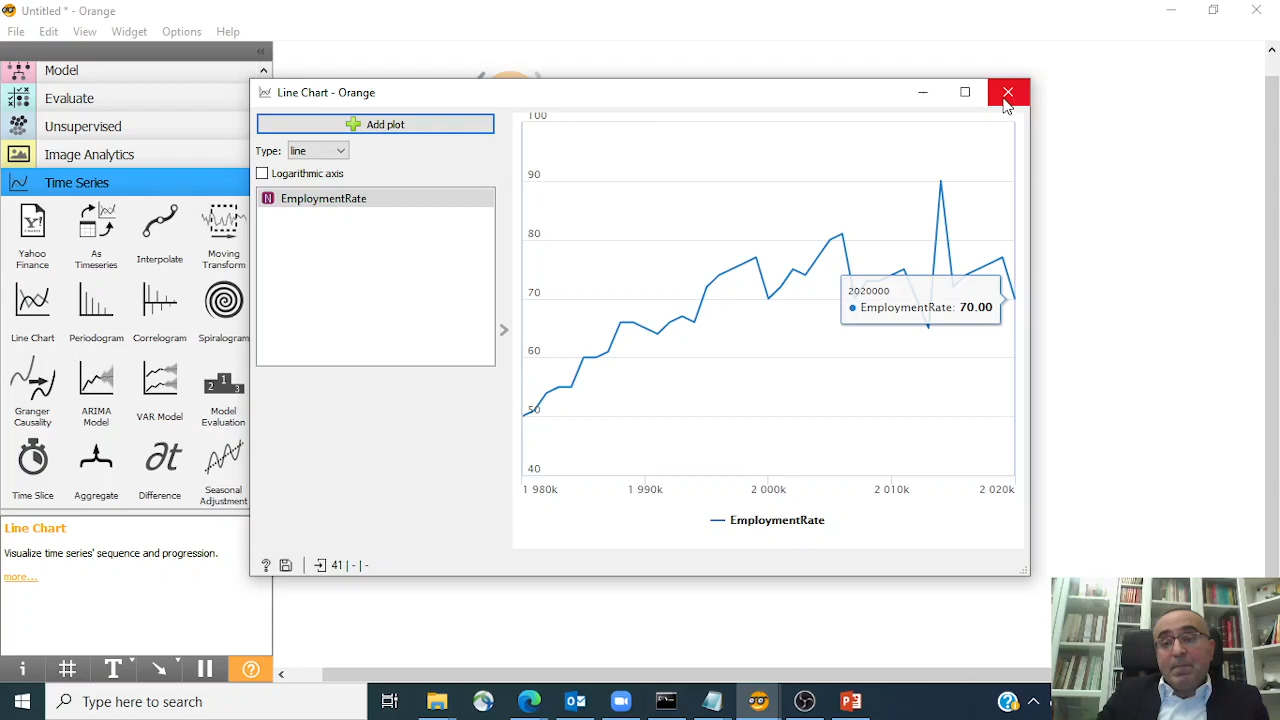 Untitled * - Orange
File Edit View Widget Options Help
Model
Evaluate
Unsupervised
Image Analytics
Time Series
Yahoo Finance
As Timeseries
Interpolate
Moving Transform
Line Chart
Periodogram
Correlogram
Spiralogram
Granger Causality
ARIMA Model
VAR Model
Model Evaluation
Time Slice
Aggregate
Difference
Seasonal Adjustment
Line Chart
Visualize time series' sequence and progression.
more...
Line Chart - Orange
Add plot
Type: line
Logarithmic axis
N EmploymentRate
100
90
80
70
60
50
40
2020000
EmploymentRate: 70.00
1 980k 1 990k 2 000k 2 010k 2 020k
EmploymentRate
? 41 | - | -
Type here to search